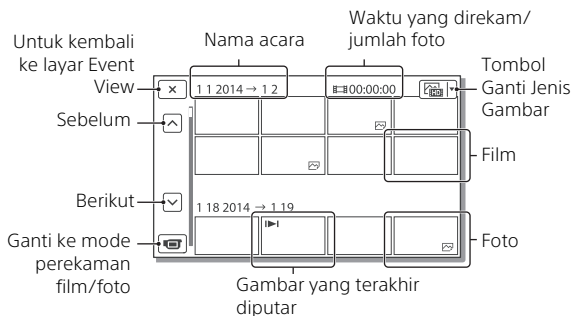 Waktu yang direkam/
jumlah foto
Untuk kembali
ke layar Event
View
Nama acara
Tombol
Ganti Jenis
Gambar
1 1 2014 → 1 2
00:00:00
HD
Sebelum
Film
Berikut
1 18 2014 → 1 19
Ganti ke mode
perekaman
film/foto
Foto
Gambar yang terakhir
diputar